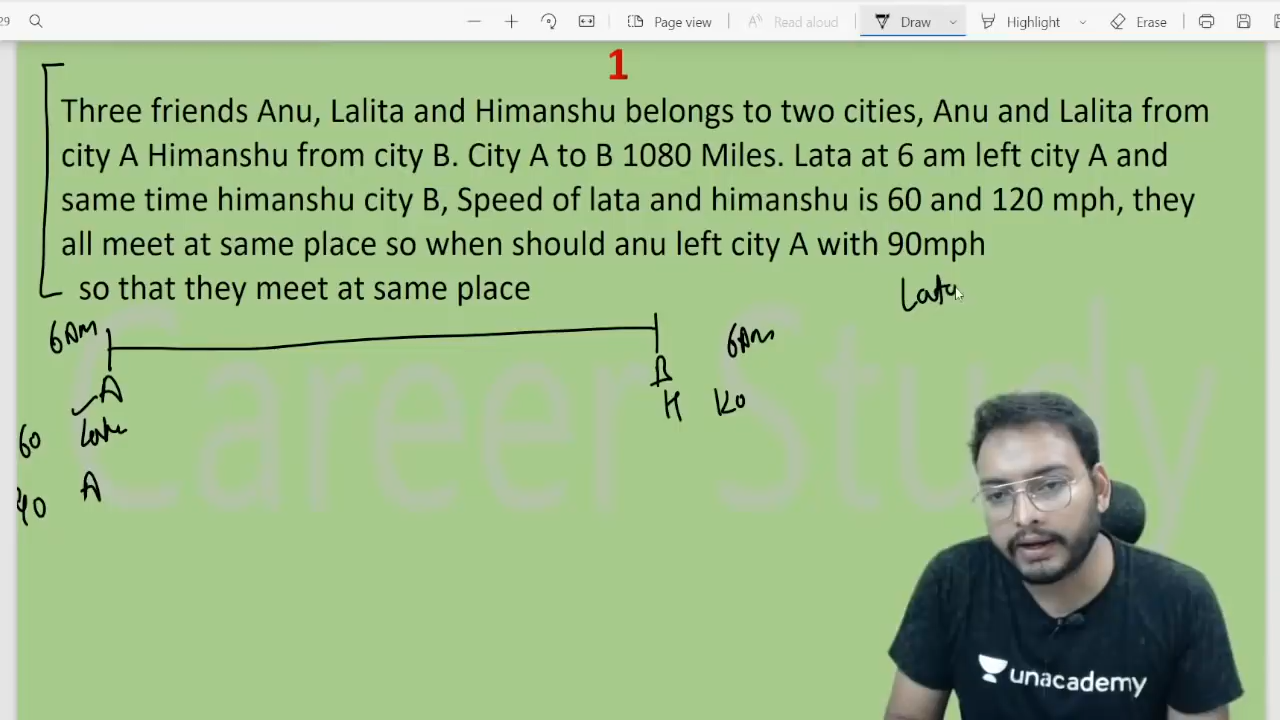 29
Page view
Read aloud
Draw
Highlight
Erase
1
Three friends Anu, Lalita and Himanshu belongs to two cities, Anu and Lalita from
city A Himanshu from city B. City A to B 1080 Miles. Lata at 6 am left city A and
same time himanshu city B, Speed of lata and himanshu is 60 and 120 mph, they
all meet at same place so when should anu left city A with 90mph
so that they meet at same place
Lata
6Am 6Am
A B
H
60 Lata
A
Career Study
unacademy